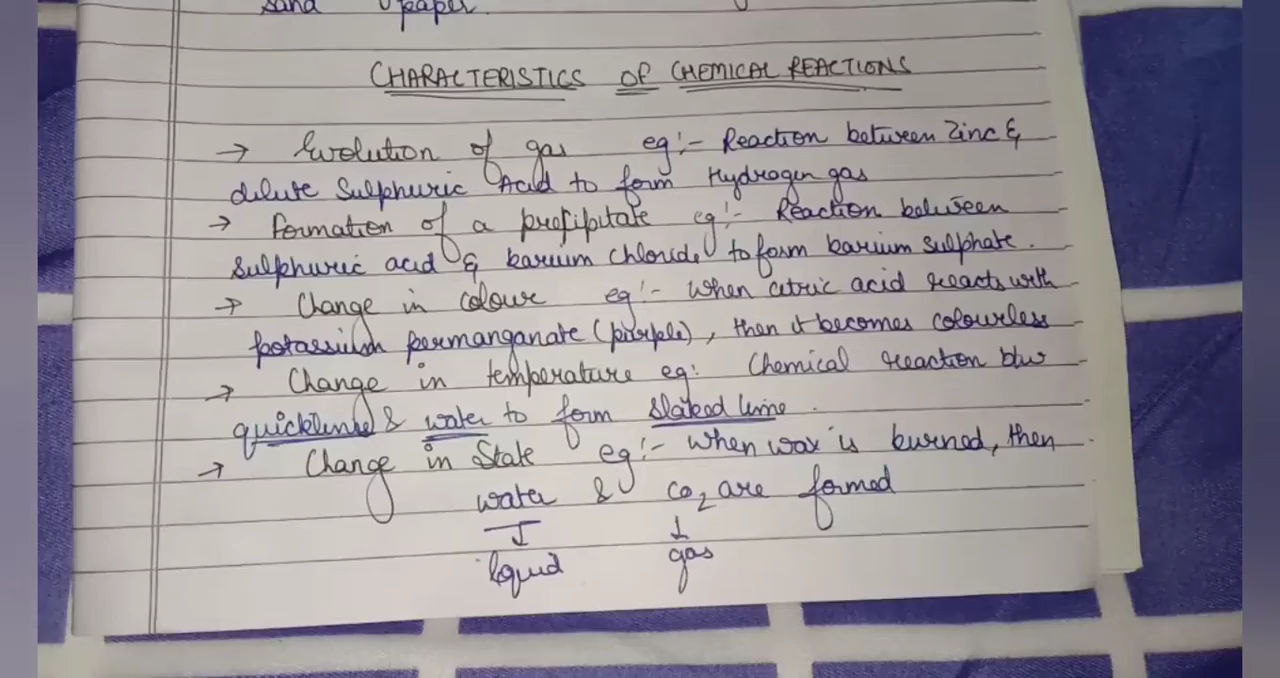 sand paper.
CHARACTERISTICS OF CHEMICAL REACTIONS
→ Evolution of gas eg:- Reaction between Zinc &
dilute Sulphuric Acid to form Hydrogen gas
→ Formation of a precipitate eg:- Reaction between
Sulphuric acid & barium chloride to form barium sulphate.
→ Change in colour eg:- When citric acid reacts with
potassium permanganate (purple), then it becomes colourless
→ Change in temperature eg: Chemical reaction b/w
quicklime & water to form slaked lime.
→ Change in State eg:- When wax is burned, then
water & CO2 are formed
↓ ↓
liquid gas